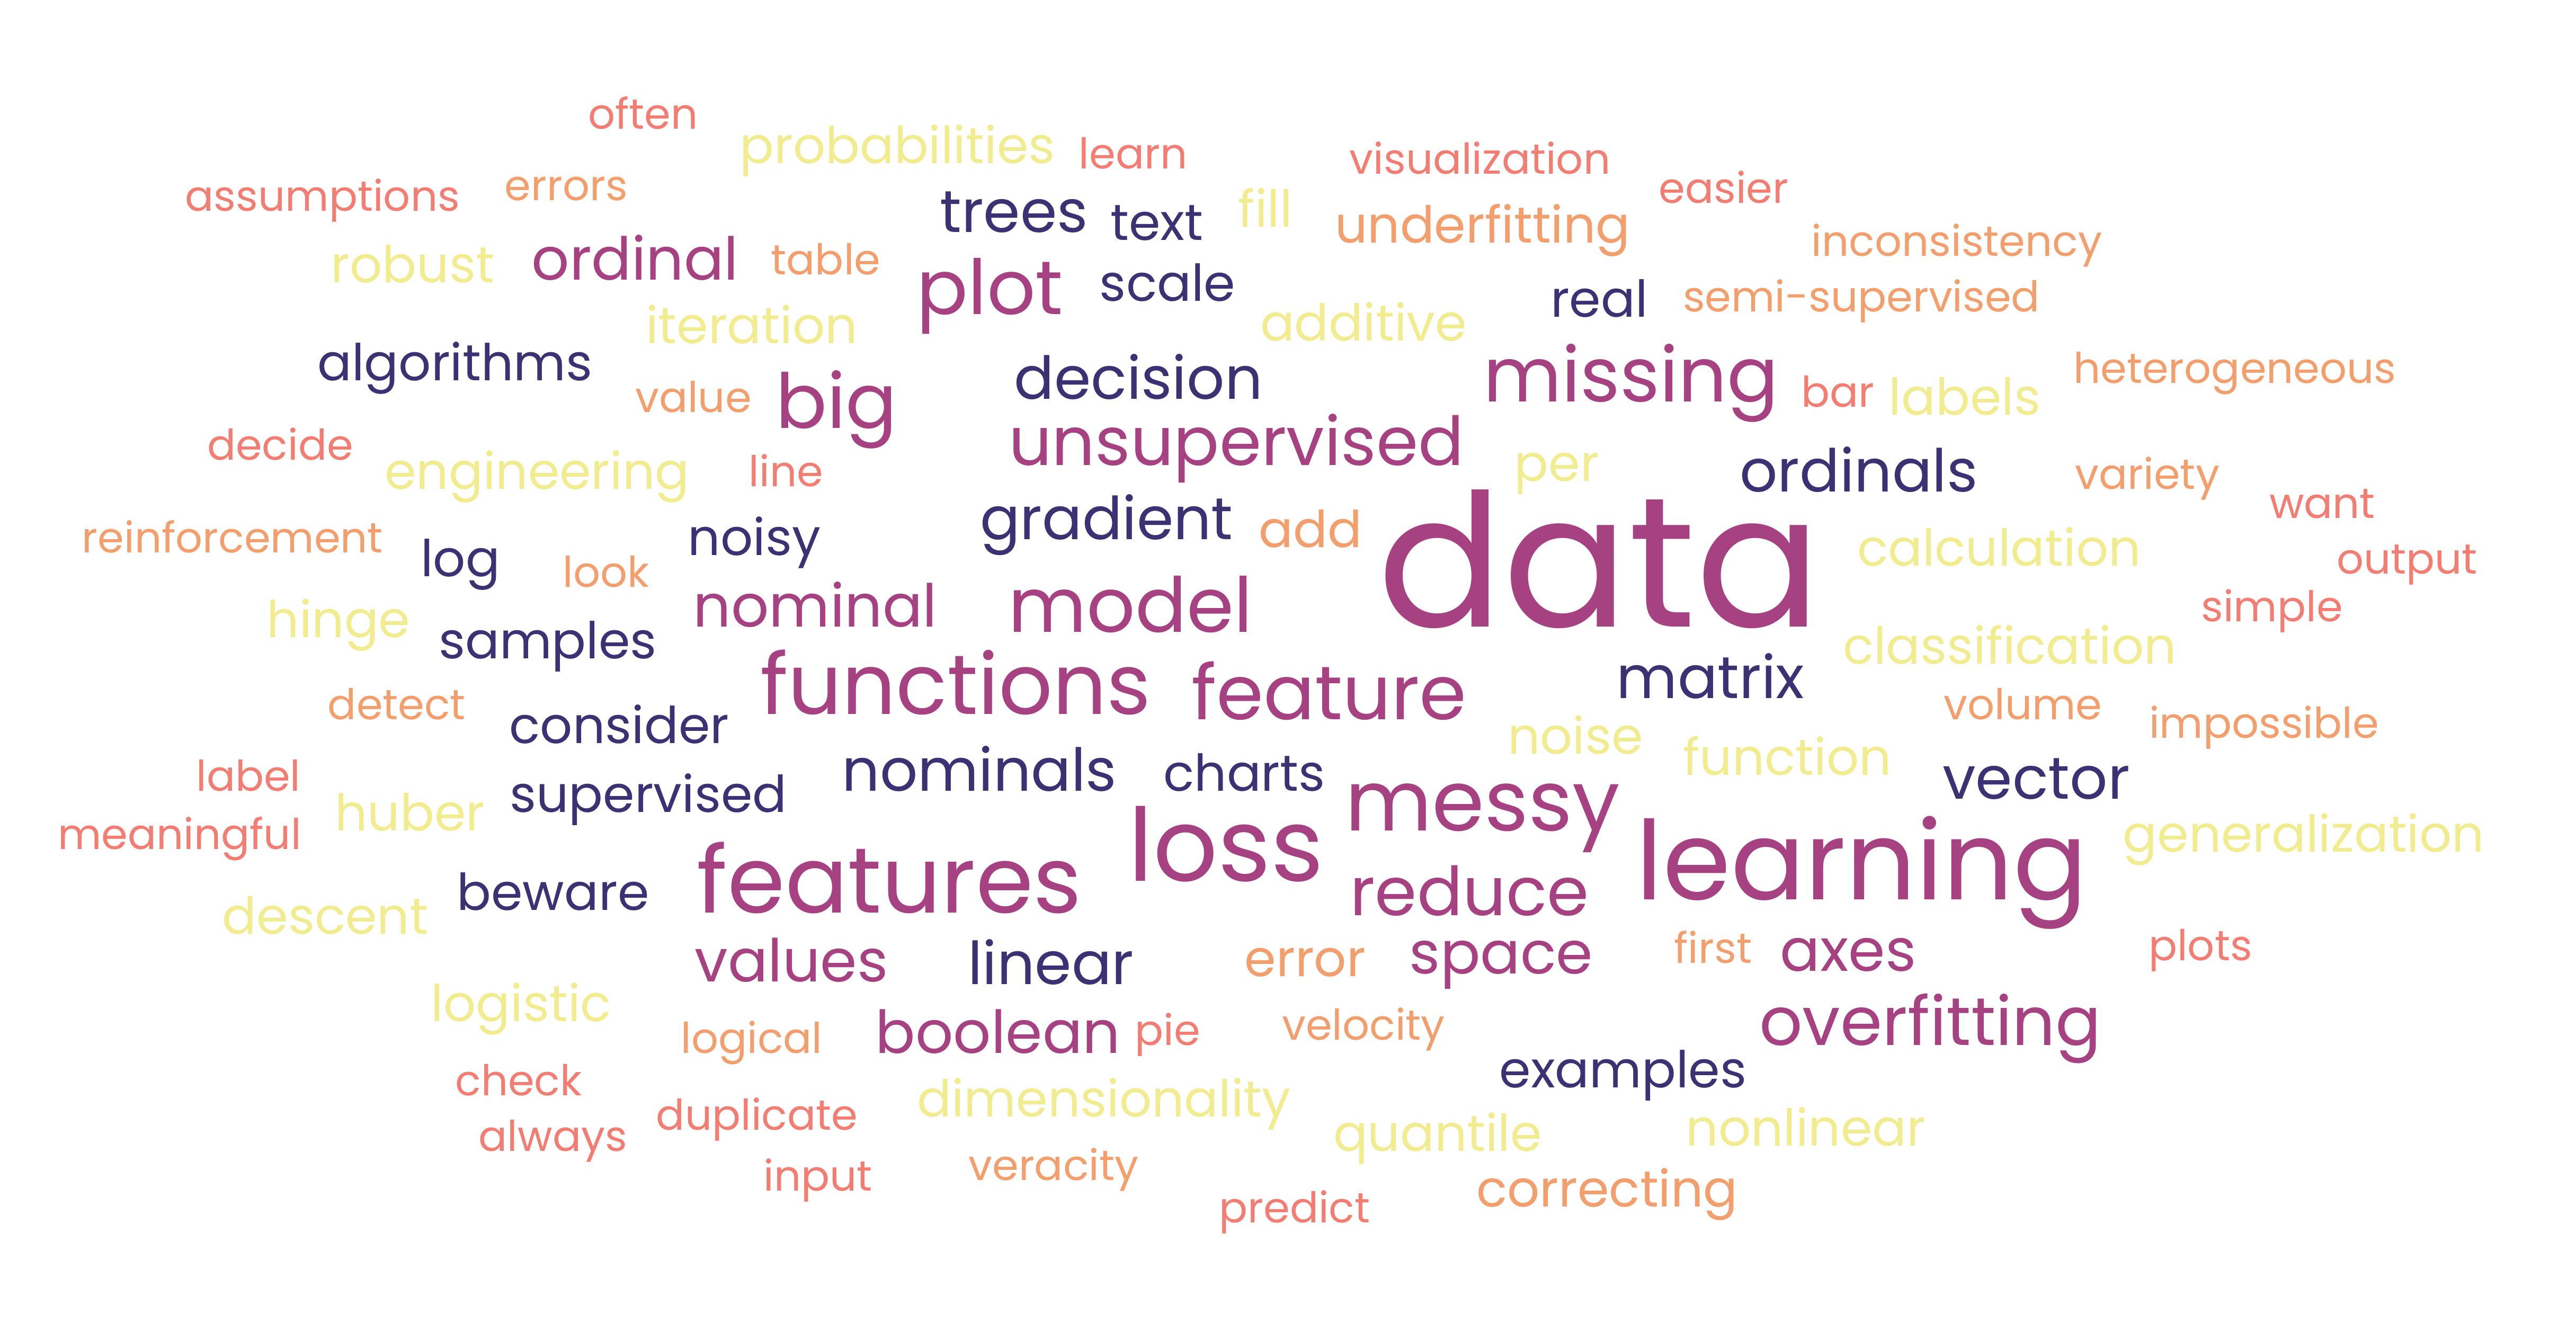 often
probabilities learn
visualization
assumptions errors
easier
trees text fill underfitting
robust ordinal table
inconsistency
plot scale
real semi-supervised
iteration additive
algorithms
decision missing heterogeneous
value big
bar labels
decide
unsupervised
engineering line
per ordinals variety
want
reinforcement
noisy gradient add data
calculation
log look
output
hinge
nominal model
simple
samples
functions feature matrix classification
detect
volume
consider
noise function impossible
label
nominals charts vector
supervised
huber
messy
meaningful
loss learning generalization
beware features reduce
descent
values linear error space first axes plots
logistic
logical boolean pie velocity overfitting
check
examples
always duplicate dimensionality
quantile nonlinear
input veracity
predict correcting